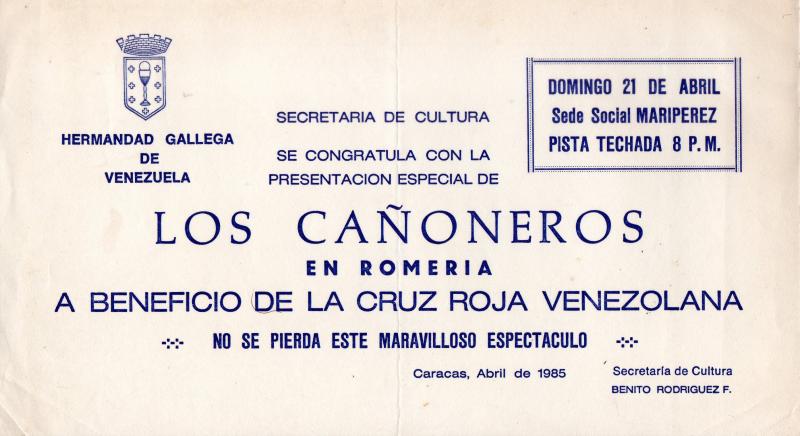 HERMANDAD GALLEGA
DE
VENEZUELA
SECRETARIA DE CULTURA
SE CONGRATULA CON LA
PRESENTACION ESPECIAL DE
DOMINGO 21 DE ABRIL
Sede Social MARIPEREZ
PISTA TECHADA 8 P.M.
LOS CAÑONEROS
EN ROMERIA
A BENEFICIO DE LA CRUZ ROJA VENEZOLANA
NO SE PIERDA ESTE MARAVILLOSO ESPECTACULO
Caracas, Abril de 1985
Secretaría de Cultura
BENITO RODRIGUEZ F.